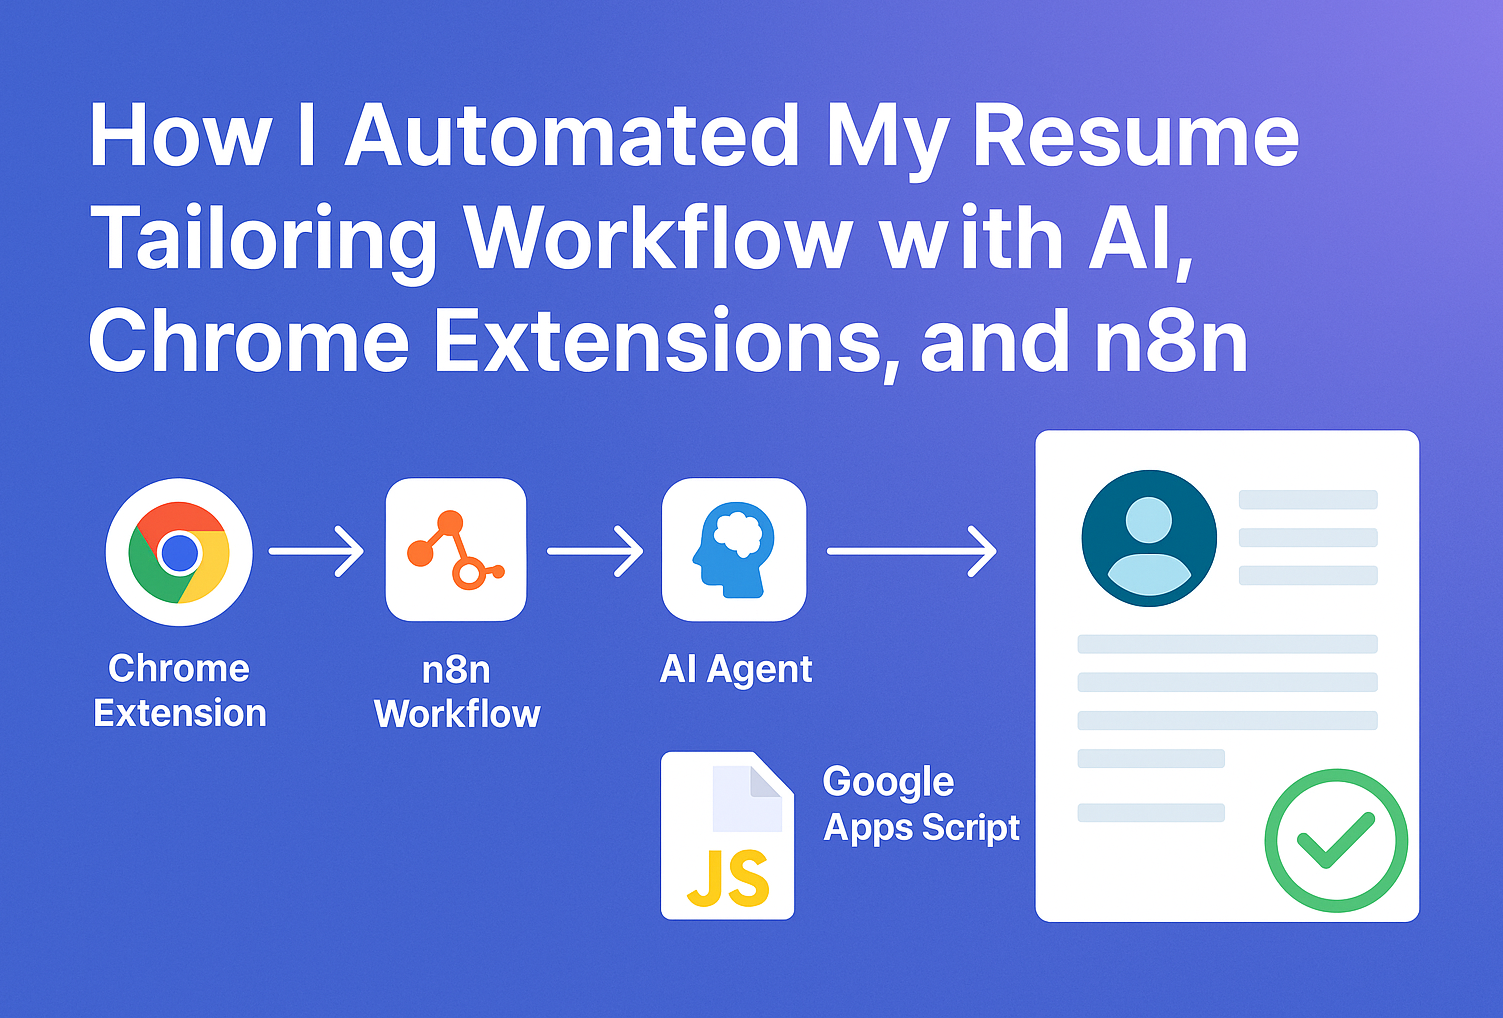 How I Automated My Resume
Tailoring Workflow with AI,
Chrome Extensions, and n8n
Chrome
Extension
n8n
Workflow
AI Agent
Google
Apps Script
JS